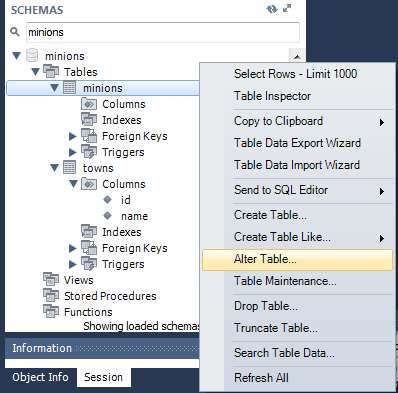 SCHEMAS
minions
minions
Tables
minions
Columns
Indexes
Foreign Keys
Triggers
towns
Columns
id
name
Indexes
Foreign Keys
Triggers
Views
Stored Procedures
Functions
Showing loaded schemas
Information
Object Info
Session
Select Rows - Limit 1000
Table Inspector
Copy to Clipboard
Table Data Export Wizard
Table Data Import Wizard
Send to SQL Editor
Create Table...
Create Table Like...
Alter Table...
Table Maintenance...
Drop Table...
Truncate Table...
Search Table Data...
Refresh All